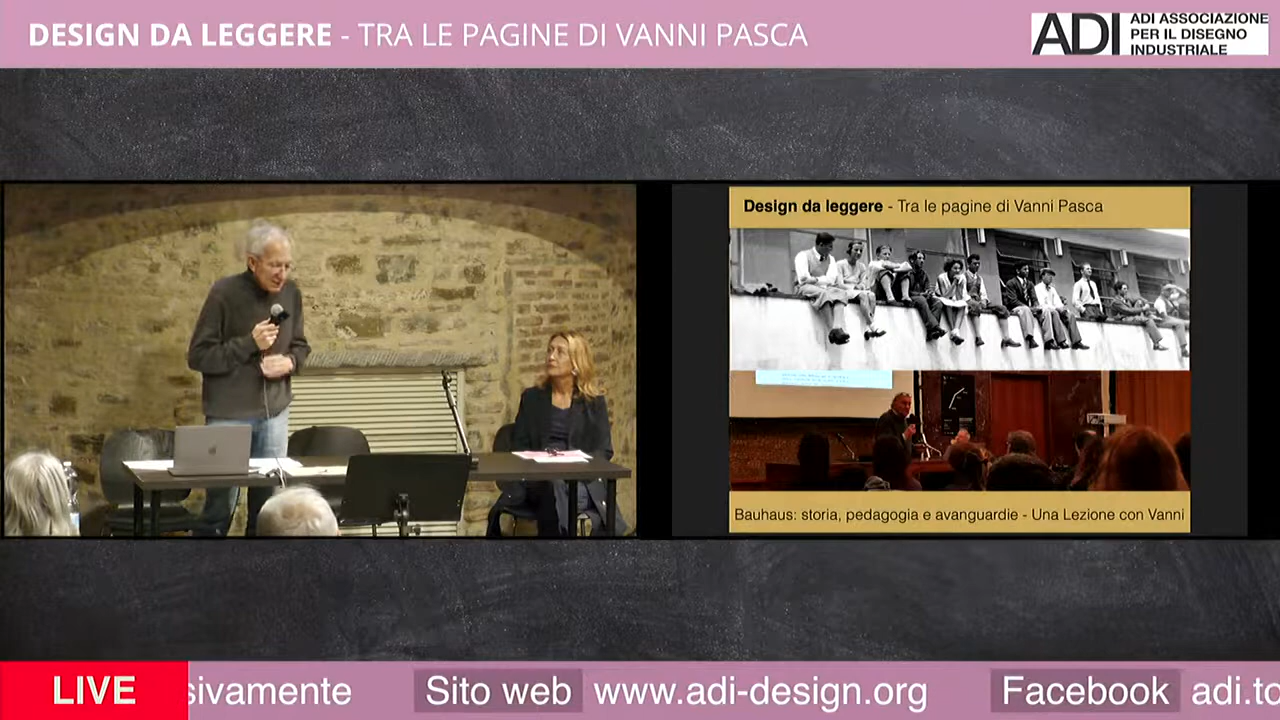 DESIGN DA LEGGERE - TRA LE PAGINE DI VANNI PASCA
ADI
ADI ASSOCIAZIONE
PER IL DISEGNO
INDUSTRIALE
Design da leggere - Tra le pagine di Vanni Pasca
Bauhaus: storia, pedagogia e avanguardie - Una Lezione con Vanni
LIVE
sivamente Sito web www.adi-design.org Facebook adi.to